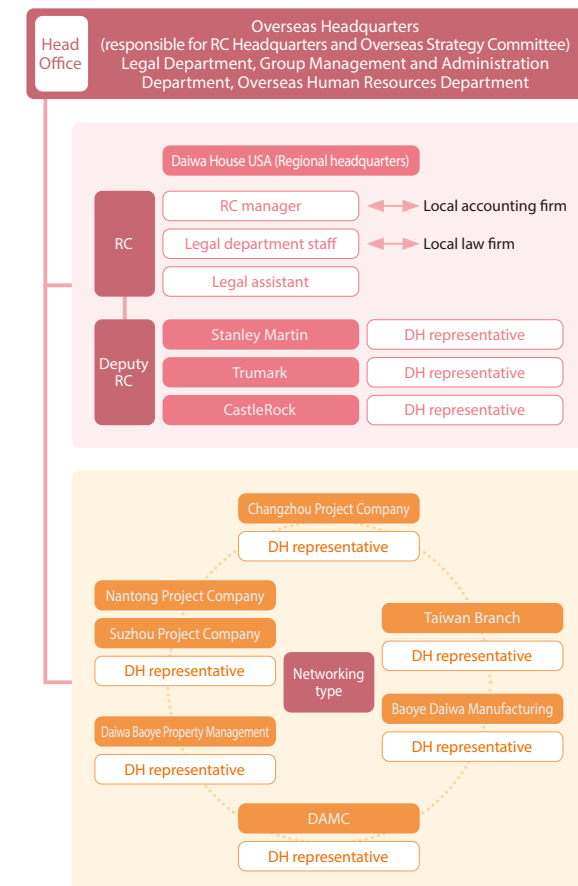 Head
Office
Overseas Headquarters
(responsible for RC Headquarters and Overseas Strategy Committee)
Legal Department, Group Management and Administration
Department, Overseas Human Resources Department
Daiwa House USA (Regional headquarters)
RC
RC manager
Local accounting firm
Legal department staff
Local law firm
Legal assistant
Deputy
RC
Stanley Martin
DH representative
Trumark
DH representative
CastleRock
DH representative
Changzhou Project Company
DH representative
Nantong Project Company
Suzhou Project Company
DH representative
Taiwan Branch
DH representative
Networking
type
Baoye Daiwa Manufacturing
DH representative
Daiwa Baoye Property Management
DH representative
DAMC
DH representative